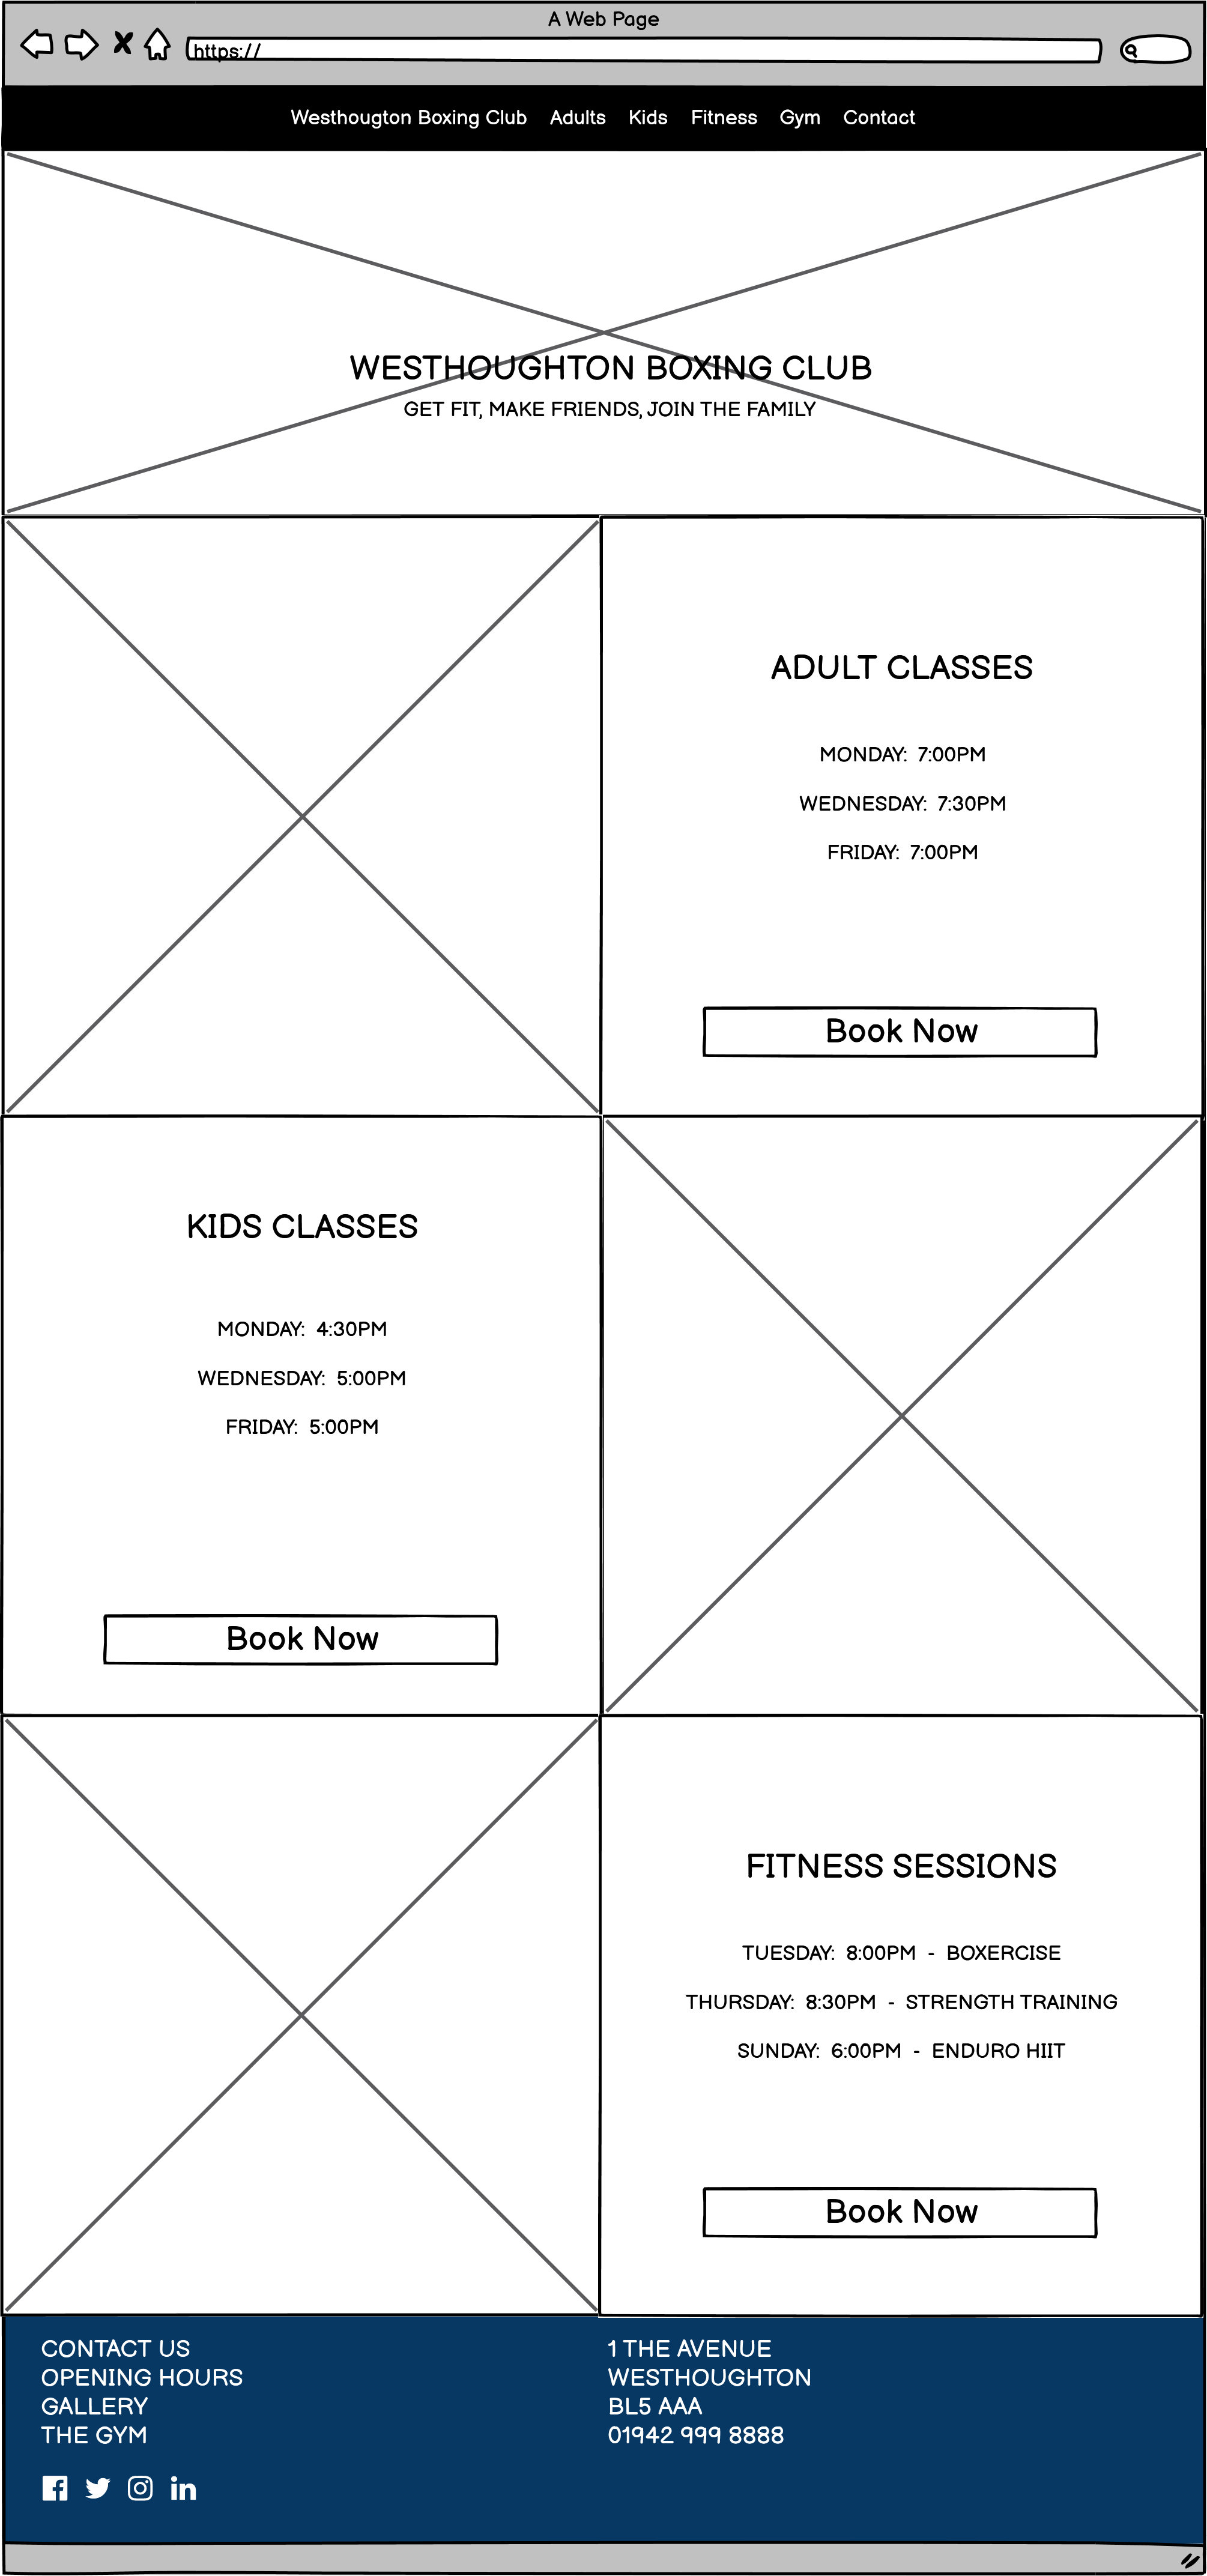 A Web Page
https://
Westhougton Boxing Club Adults Kids Fitness Gym Contact
WESTHOUGHTON BOXING CLUB
GET FIT, MAKE FRIENDS, JOIN THE FAMILY
ADULT CLASSES
MONDAY: 7:00PM
WEDNESDAY: 7:30PM
FRIDAY: 7:00PM
Book Now
KIDS CLASSES
MONDAY: 4:30PM
WEDNESDAY: 5:00PM
FRIDAY: 5:00PM
Book Now
FITNESS SESSIONS
TUESDAY: 8:00PM - BOXERCISE
THURSDAY: 8:30PM - STRENGTH TRAINING
SUNDAY: 6:00PM - ENDURO HIIT
Book Now
CONTACT US
OPENING HOURS
GALLERY
THE GYM
1 THE AVENUE
WESTHOUGHTON
BL5 AAA
01942 999 8888